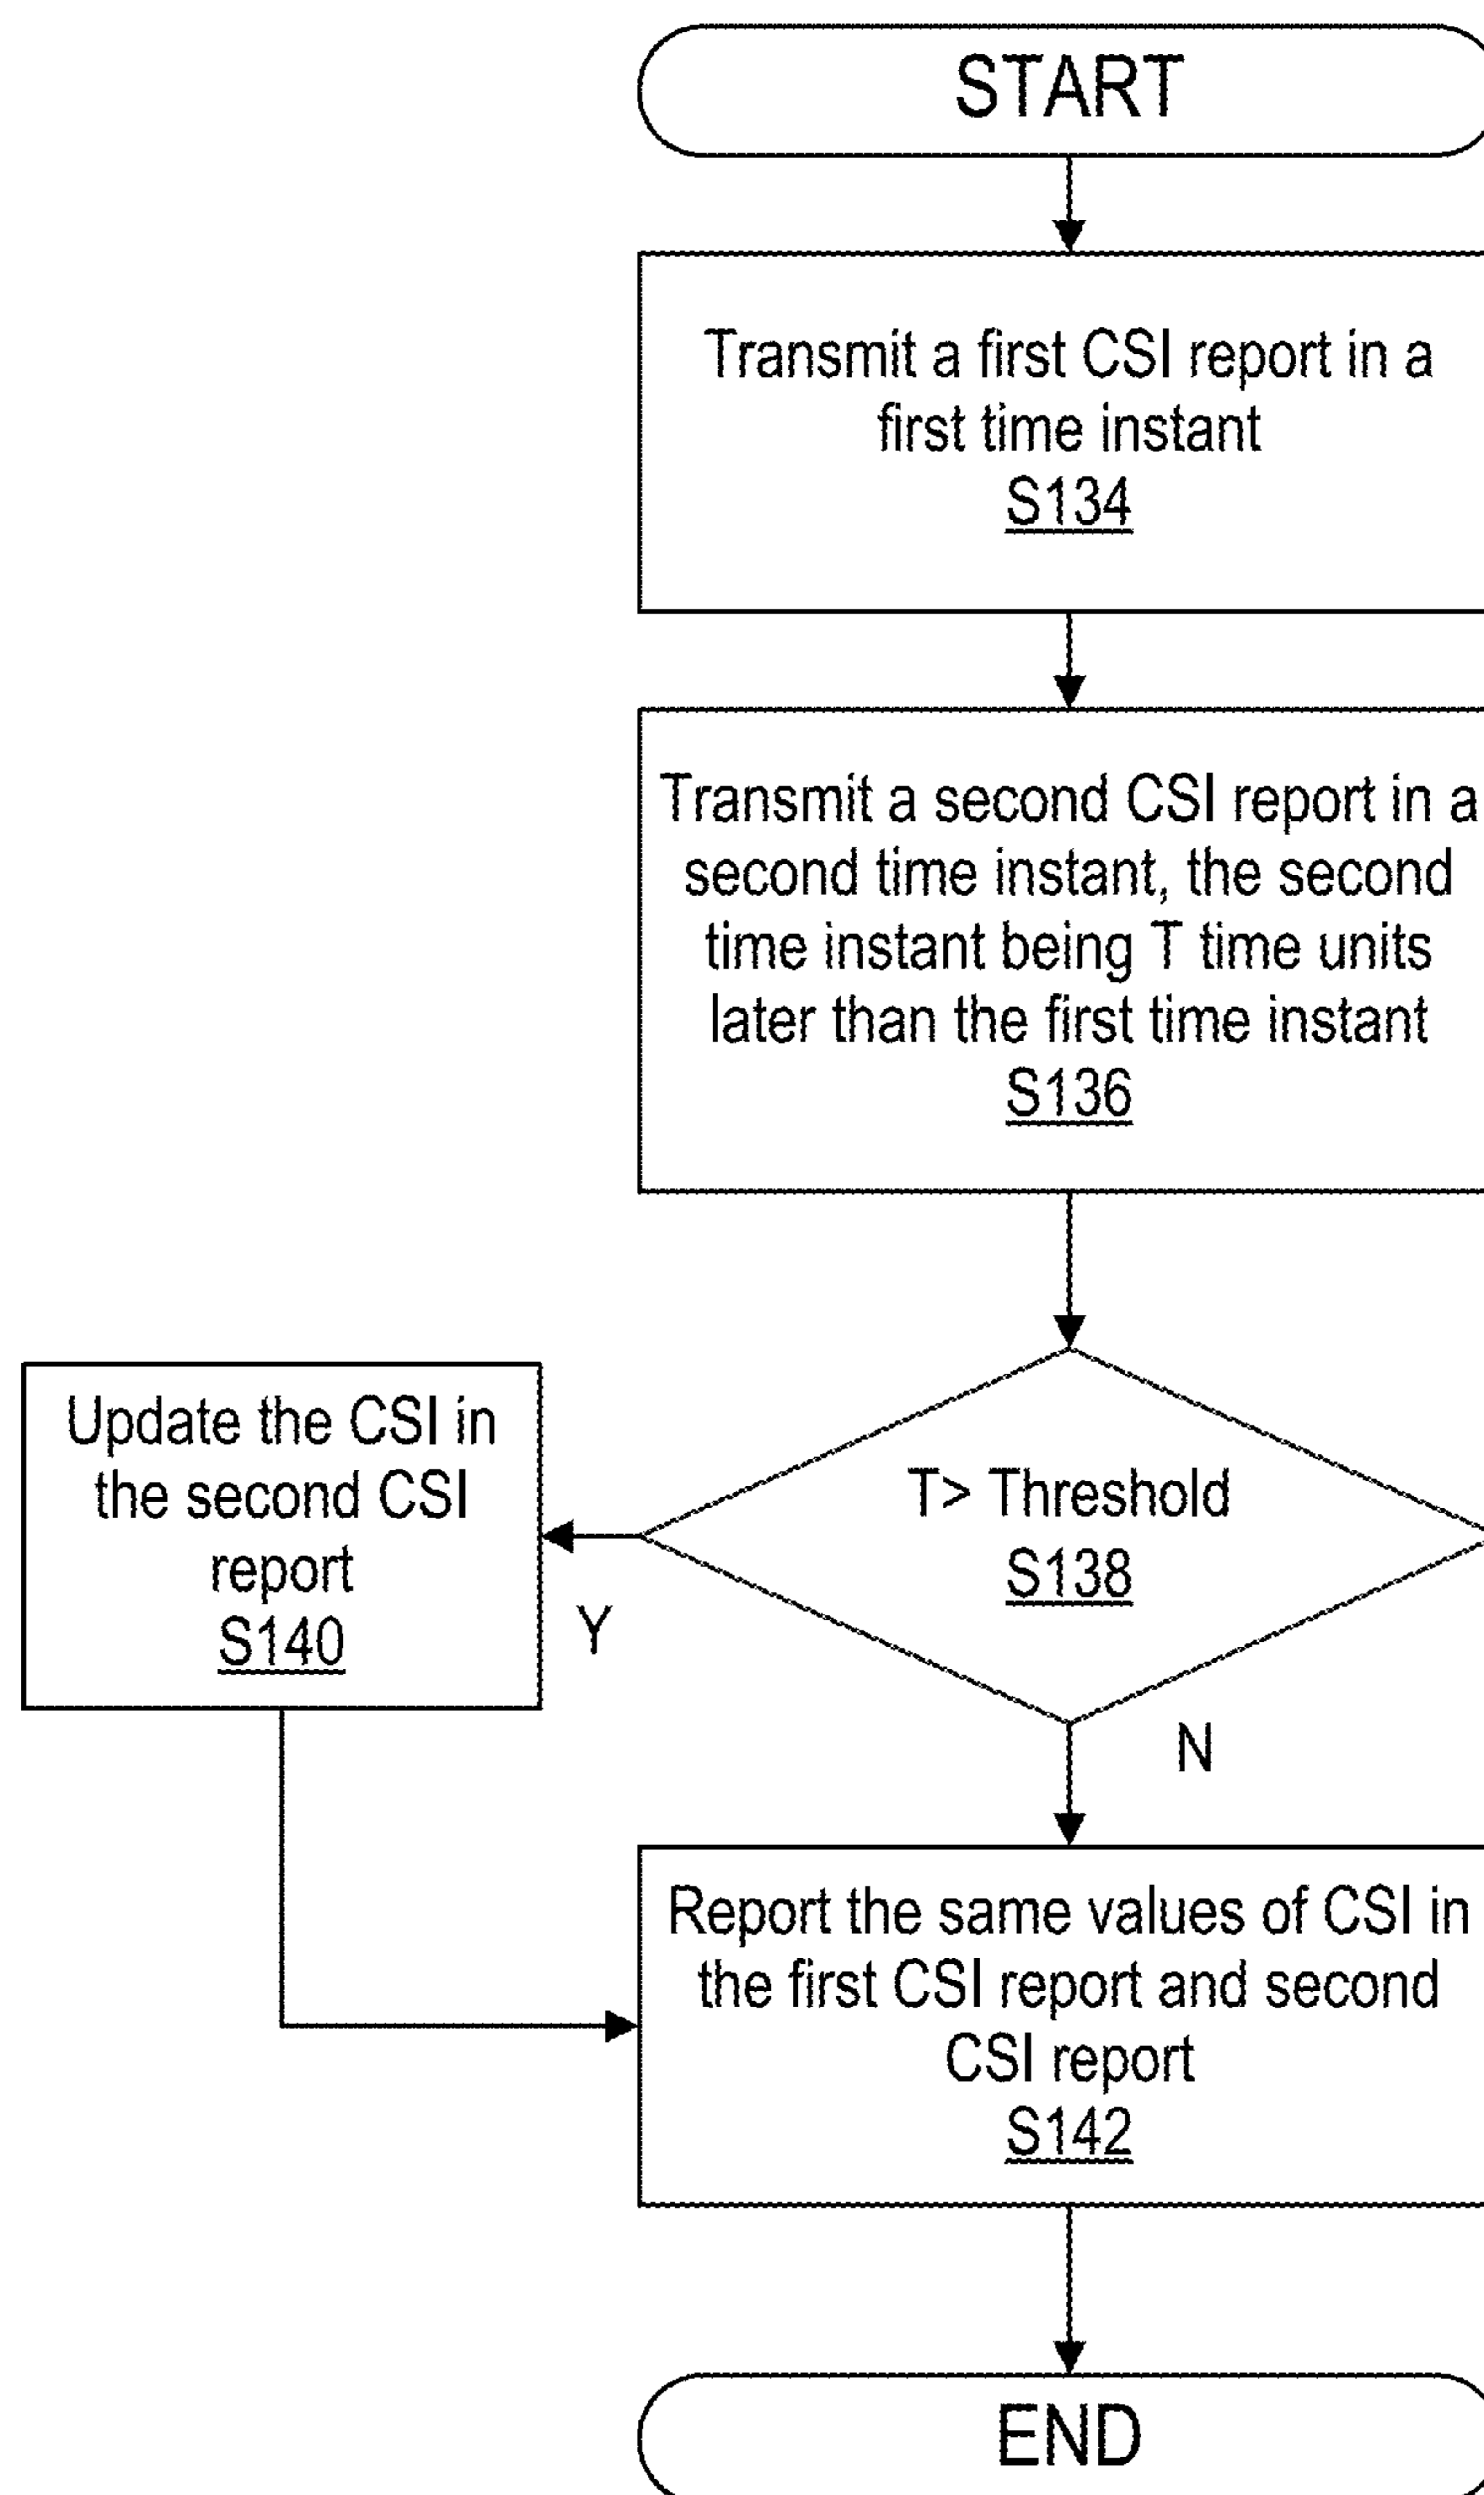 START
Transmit a first CSI report in a
first time instant
S134
Transmit a second CSI report in a
second time instant, the second
time instant being T time units
later than the first time instant
S136
T> Threshold
S138
Y
N
Update the CSI in
the second CSI
report
S140
Report the same values of CSI in
the first CSI report and second
CSI report
S142
END